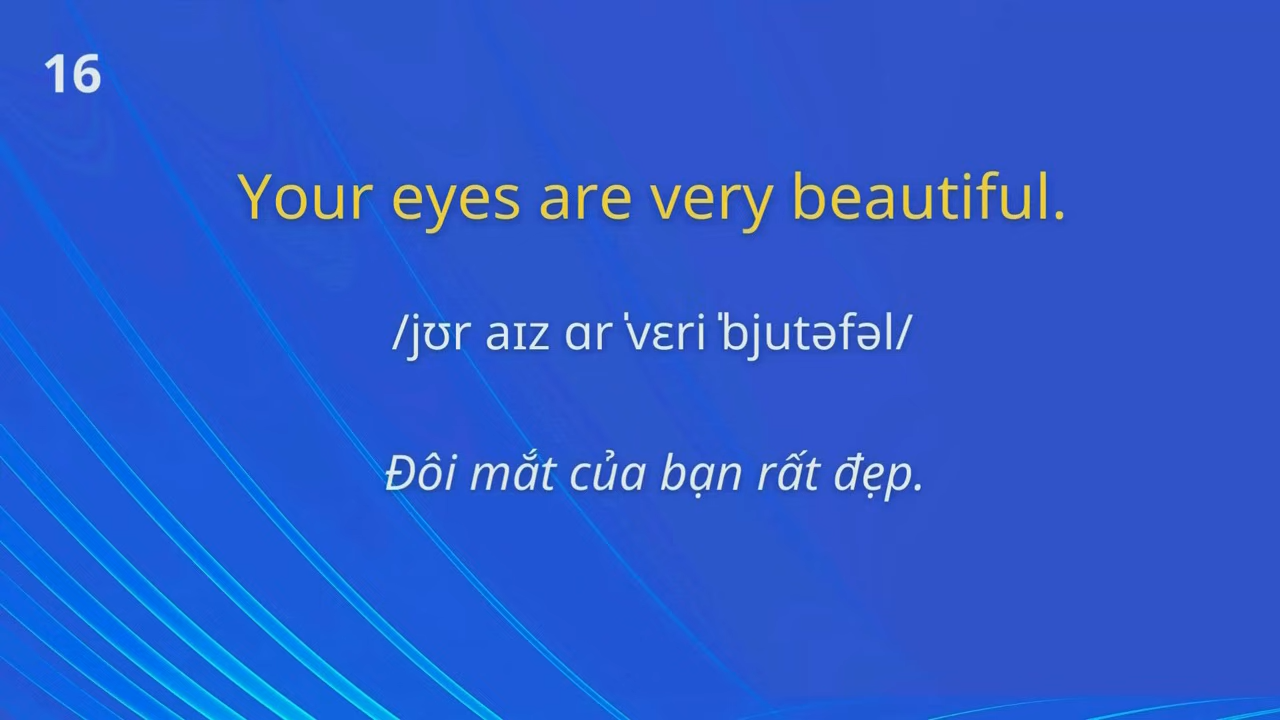 16
Your eyes are very beautiful.
/jʊr aɪz ɑr ˈvɛri ˈbjutəfəl/
Đôi mắt của bạn rất đẹp.